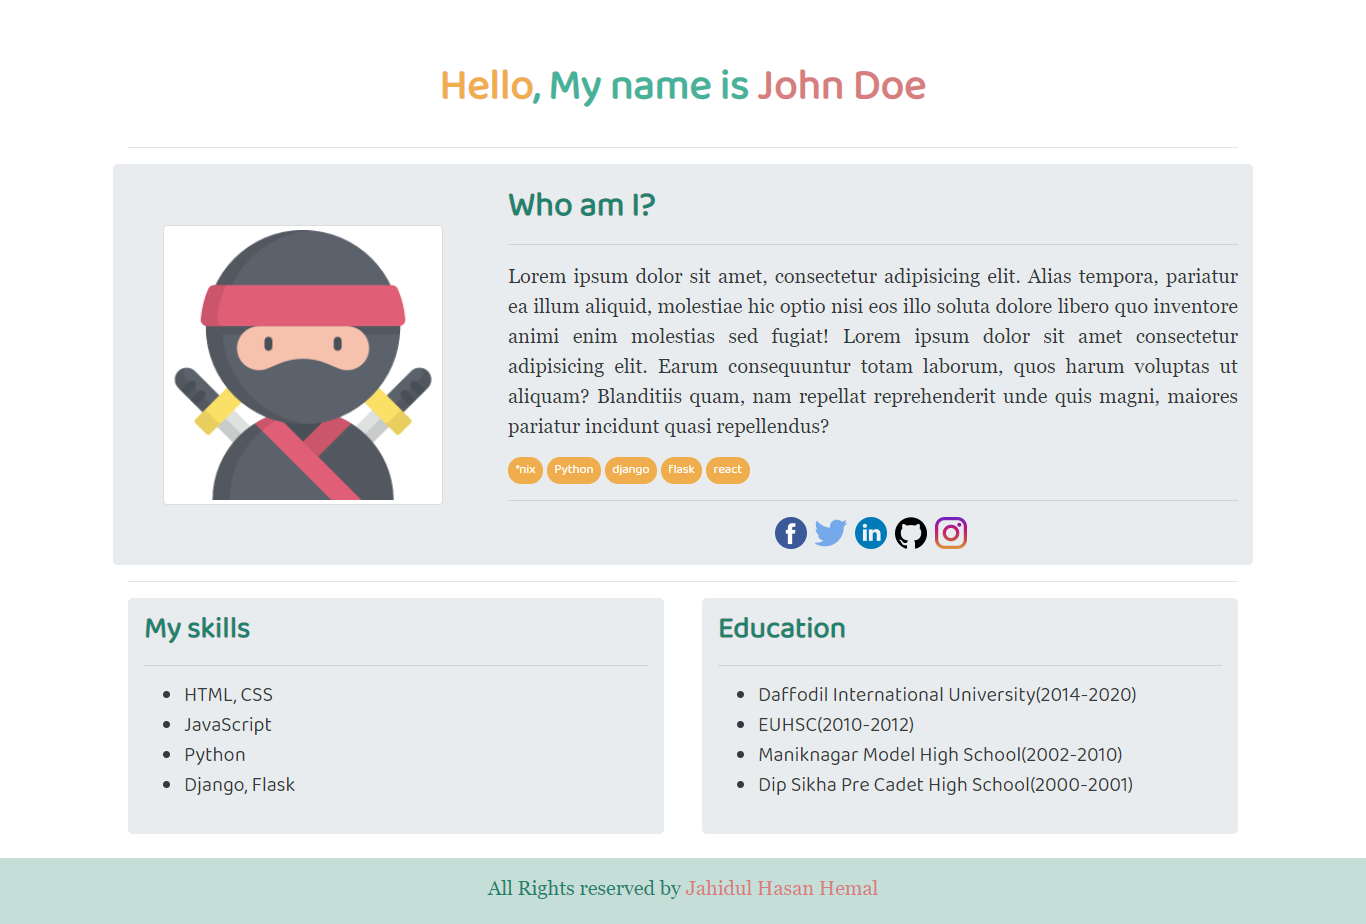 Hello, My name is John Doe
Who am I?
Lorem ipsum dolor sit amet, consectetur adipisicing elit. Alias tempora, pariatur
ea illum aliquid, molestiae hic optio nisi eos illo soluta dolore libero quo inventore
animi enim molestias sed fugiat! Lorem ipsum dolor sit amet consectetur
adipisicing elit. Earum consequuntur totam laborum, quos harum voluptas ut
aliquam? Blanditiis quam, nam repellat reprehenderit unde quis magni, maiores
pariatur incidunt quasi repellendus?
*nix Python django Flask react
My skills
HTML, CSS
JavaScript
Python
Django, Flask
Education
Daffodil International University(2014-2020)
EUHSC(2010-2012)
Maniknagar Model High School(2002-2010)
Dip Sikha Pre Cadet High School(2000-2001)
All Rights reserved by Jahidul Hasan Hemal